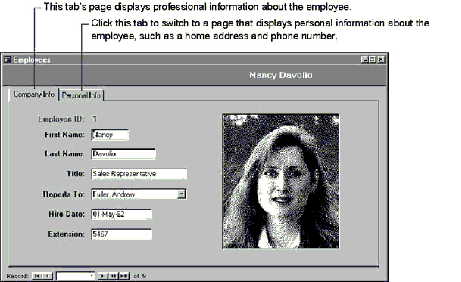 This tab's page displays professional information about the employee.
Click this tab to switch to a page that displays personal information about the
employee, such as a home address and phone number.
Employees
Nancy Davolio
Company Info Personal Info
Employee ID: 1
First Name: Nancy
Last Name: Davolio
Title: Sales Representative
Reports To: Fuller, Andrew
Hire Date: 01-May-92
Extension: 5467
Record: 1 of 9